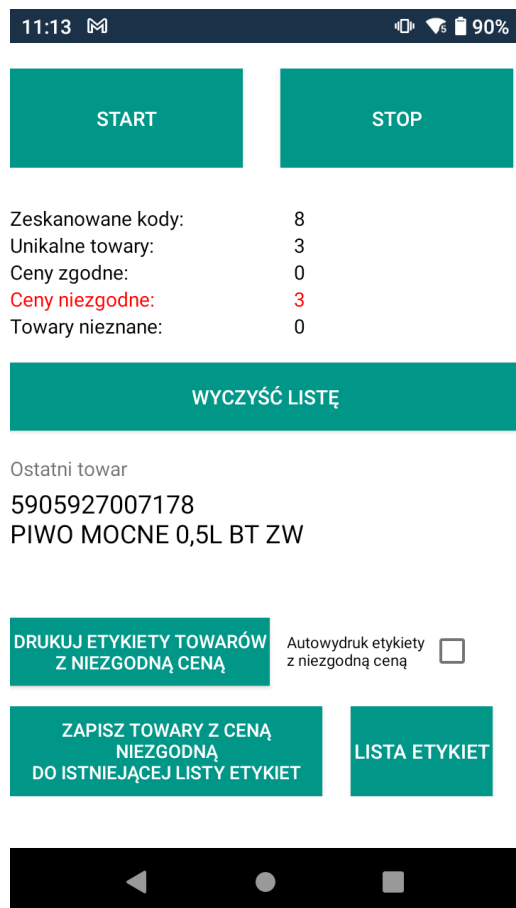 11:13
5 90%
START STOP
Zeskanowane kody: 8
Unikalne towary: 3
Ceny zgodne: 0
Ceny niezgodne: 3
Towary nieznane: 0
WYCZYŚĆ LISTĘ
Ostatni towar
5905927007178
PIWO MOCNE 0,5L BT ZW
DRUKUJ ETYKIETY TOWARÓW
Z NIEZGODNĄ CENĄ
Autowydruk etykiety
z niezgodną ceną
ZAPISZ TOWARY Z CENĄ
NIEZGODNĄ
DO ISTNIEJĄCEJ LISTY ETYKIET
LISTA ETYKIET